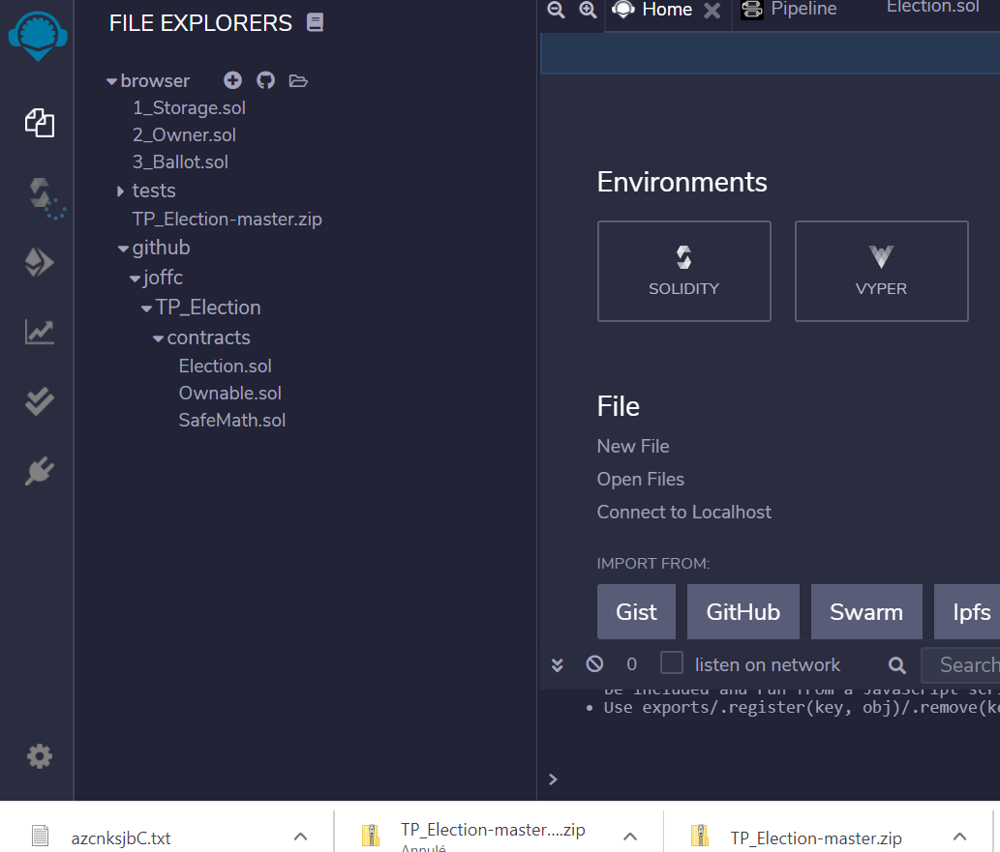 FILE EXPLORERS
browser
1_Storage.sol
2_Owner.sol
3_Ballot.sol
tests
TP_Election-master.zip
github
joffc
TP_Election
contracts
Election.sol
Ownable.sol
SafeMath.sol
Home
Pipeline
Election.sol
Environments
SOLIDITY
VYPER
File
New File
Open Files
Connect to Localhost
IMPORT FROM:
Gist
GitHub
Swarm
Ipfs
0
listen on network
Search
be included and run from a JavaScript scri
• Use exports/.register(key, obj)/.remove(ke
>
azcnksjbC.txt
TP_Election-master....zip
Annulé
TP_Election-master.zip